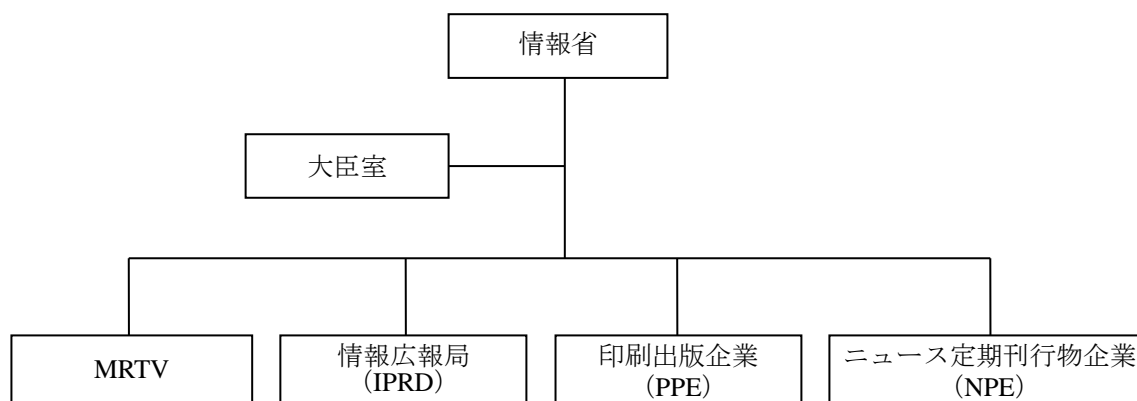 情報省
大臣室
MRTV
情報広報局
（IPRD）
印刷出版企業
（PPE）
ニュース定期刊行物企業
（NPE）